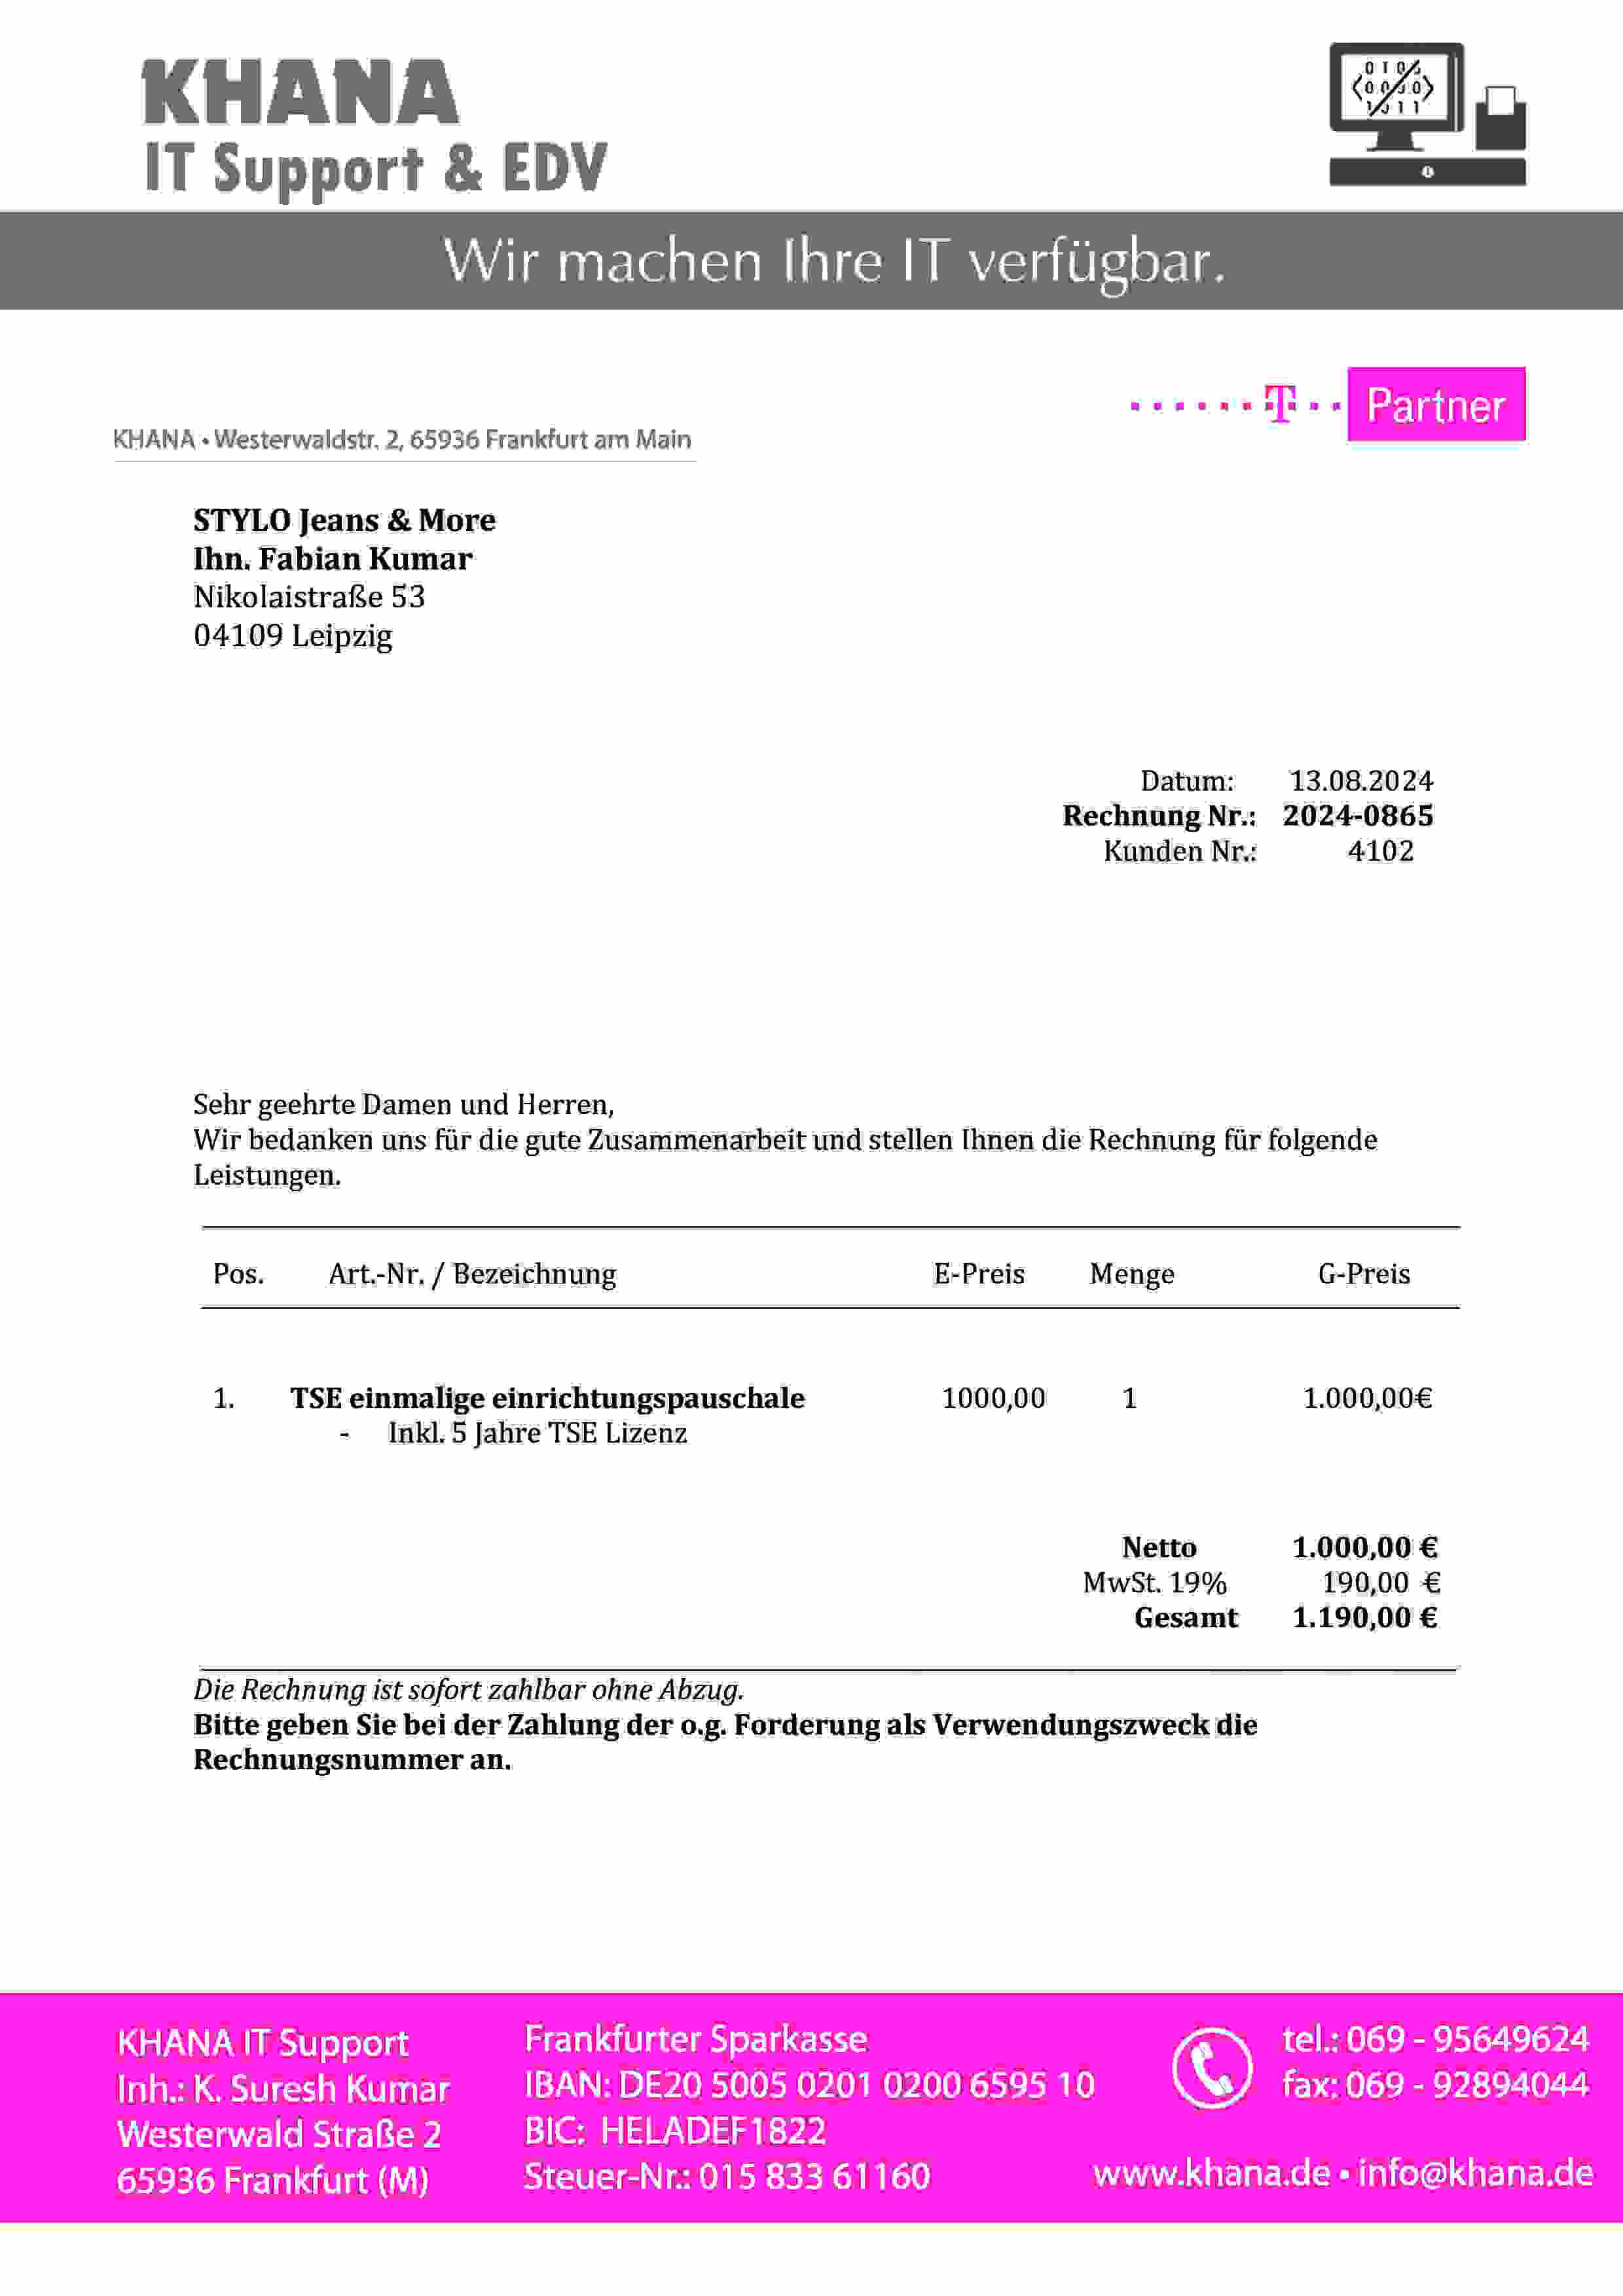 KHANA
IT Support & EDV
Wir machen Ihre IT verfügbar.
T Partner
KHANA • Westerwaldstr. 2, 65936 Frankfurt am Main
STYLO Jeans & More
Ihn. Fabian Kumar
Nikolaistraße 53
04109 Leipzig
Datum: 13.08.2024
Rechnung Nr.: 2024-0865
Kunden Nr.: 4102
Sehr geehrte Damen und Herren,
Wir bedanken uns für die gute Zusammenarbeit und stellen Ihnen die Rechnung für folgende
Leistungen.
Pos. Art.-Nr. / Bezeichnung E-Preis Menge G-Preis
1. TSE einmalige einrichtungspauschale 1000,00 1 1.000,00€
- Inkl. 5 Jahre TSE Lizenz
Netto 1.000,00 €
MwSt. 19% 190,00 €
Gesamt 1.190,00 €
Die Rechnung ist sofort zahlbar ohne Abzug.
Bitte geben Sie bei der Zahlung der o.g. Forderung als Verwendungszweck die
Rechnungsnummer an.
KHANA IT Support
Inh.: K. Suresh Kumar
Westerwald Straße 2
65936 Frankfurt (M)
Frankfurter Sparkasse
IBAN: DE20 5005 0201 0200 6595 10
BIC: HELADEF1822
Steuer-Nr.: 015 833 61160
tel.: 069 - 95649624
fax: 069 - 92894044
www.khana.de • info@khana.de